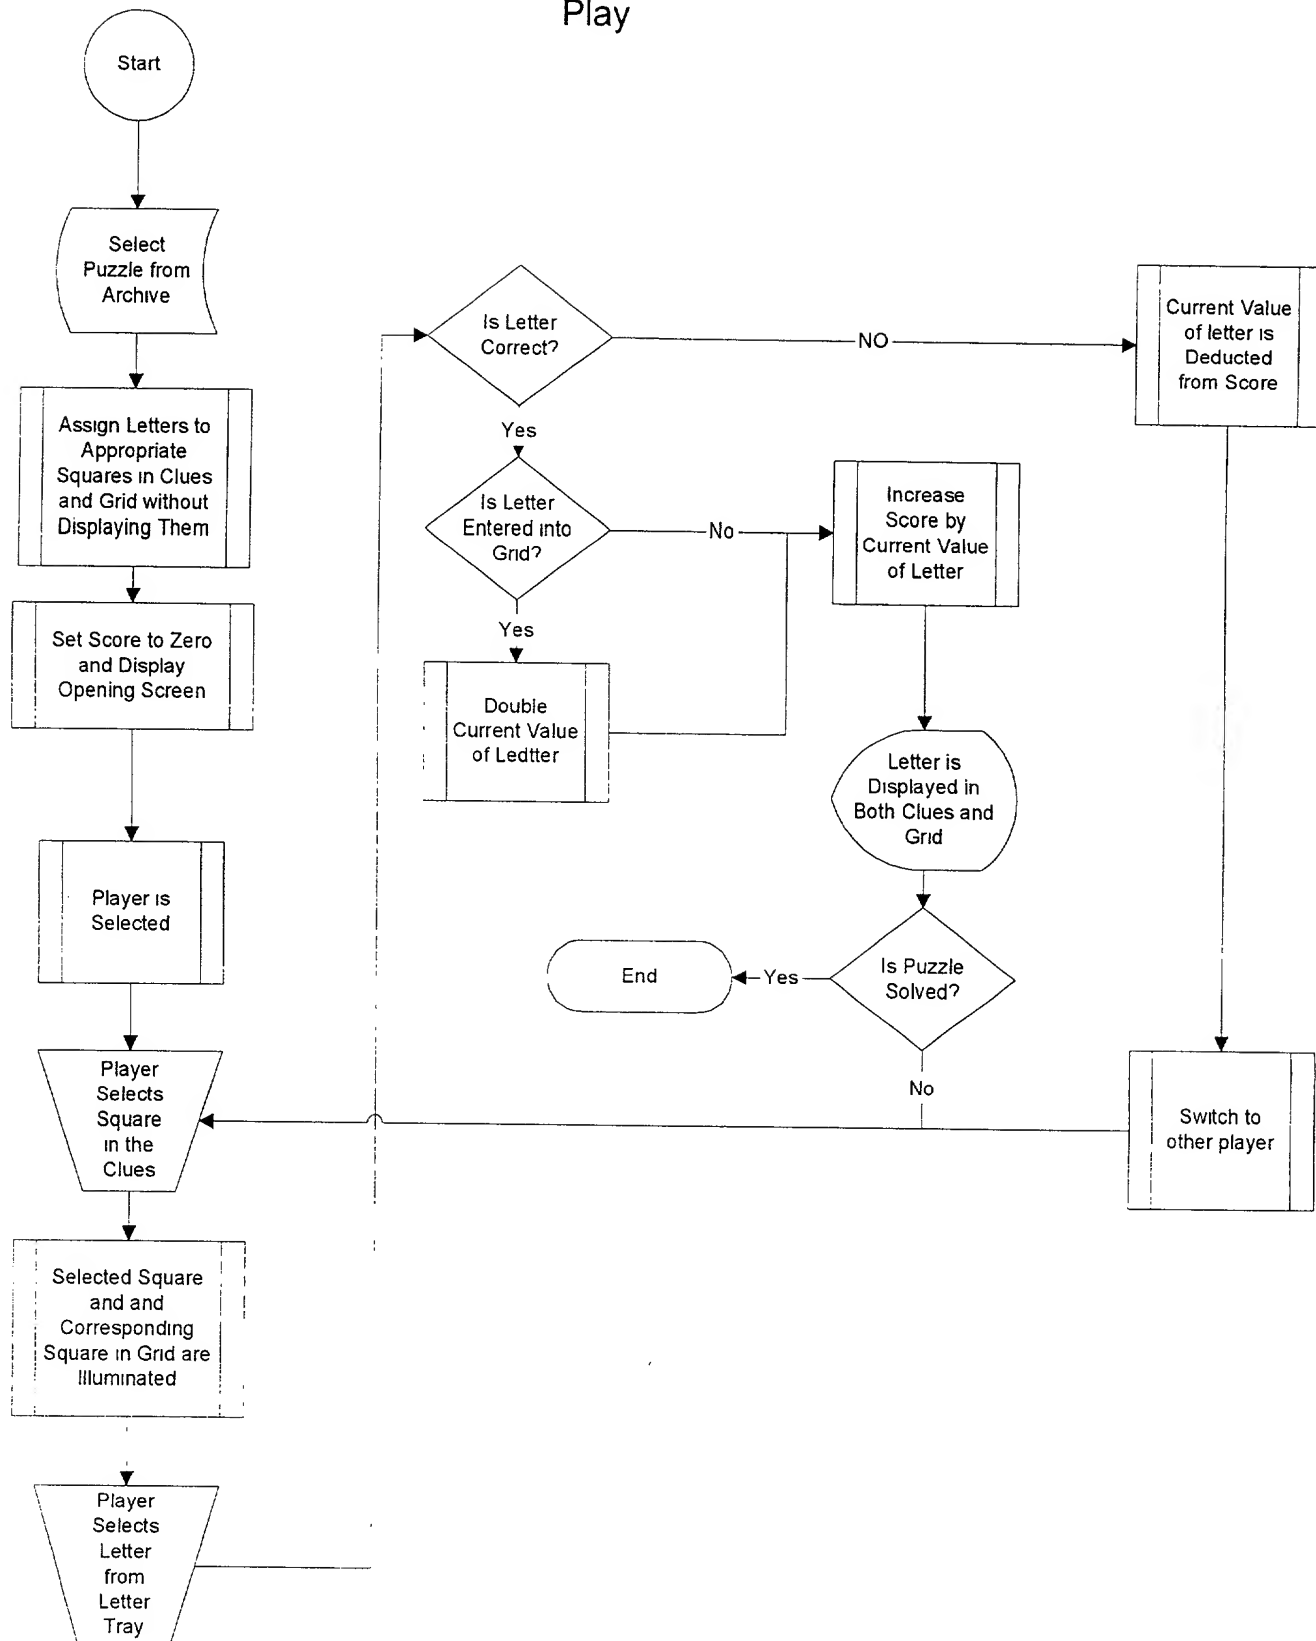 Play
Start
Select
Puzzle from
Archive
Assign Letters to
Appropriate
Squares in Clues
and Grid without
Displaying Them
Set Score to Zero
and Display
Opening Screen
Player is
Selected
Player
Selects
Square
in the
Clues
Selected Square
and and
Corresponding
Square in Grid are
Illuminated
Player
Selects
Letter
from
Letter
Tray
Is Letter
Correct?
NO
Yes
Is Letter
Entered into
Grid?
No
Yes
Double
Current Value
of Ledtter
Increase
Score by
Current Value
of Letter
Letter is
Displayed in
Both Clues and
Grid
Is Puzzle
Solved?
Yes
End
No
Current Value
of letter is
Deducted
from Score
Switch to
other player